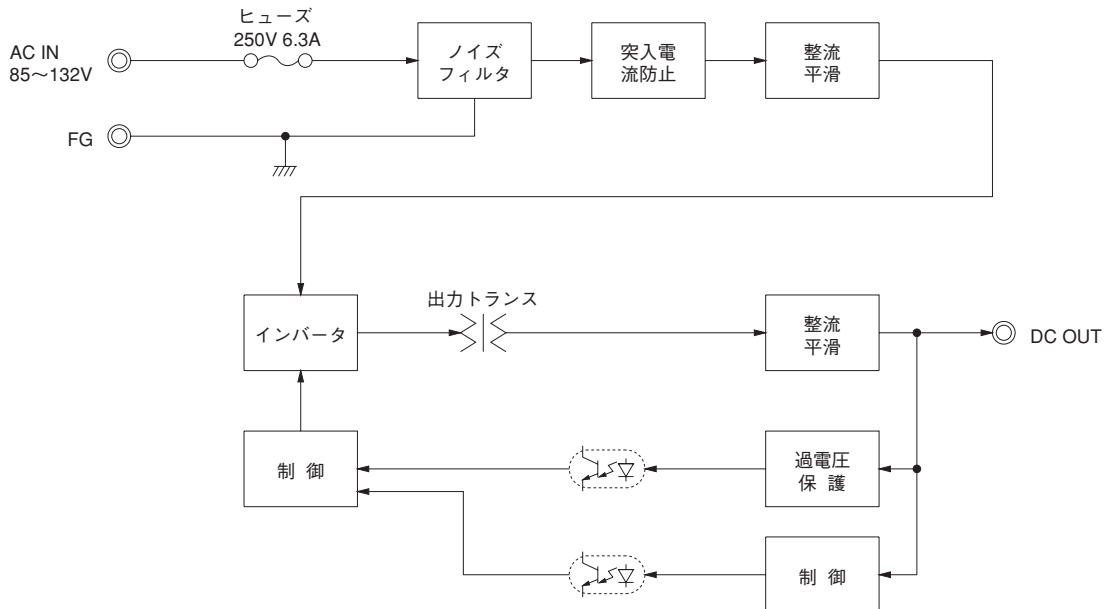 ヒューズ
250V 6.3A
AC IN
85〜132V
ノイズ
フィルタ
突入電
流防止
整流
平滑
FG
出力トランス
インバータ
整流
平滑
DC OUT
制 御
過電圧
保 護
制 御